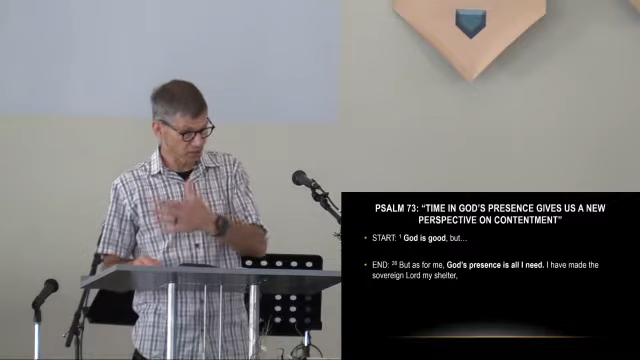 PSALM 73: “TIME IN GOD’S PRESENCE GIVES US A NEW
PERSPECTIVE ON CONTENTMENT”
• START: ¹ God is good, but…
• END: ²⁸ But as for me, God’s presence is all I need. I have made the
sovereign Lord my shelter,